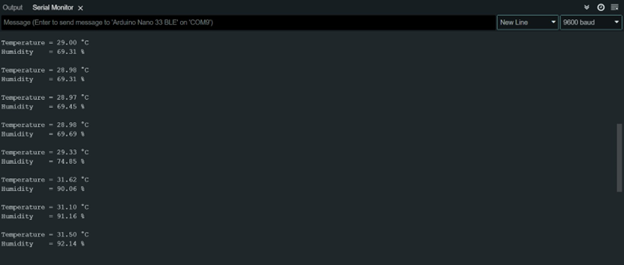 Output Serial Monitor ×
Message (Enter to send message to 'Arduino Nano 33 BLE' on 'COM9') New Line 9600 baud
Temperature = 29.00 °C
Humidity = 69.31 %
Temperature = 28.98 °C
Humidity = 69.31 %
Temperature = 28.97 °C
Humidity = 69.45 %
Temperature = 28.98 °C
Humidity = 69.69 %
Temperature = 29.33 °C
Humidity = 74.85 %
Temperature = 31.62 °C
Humidity = 90.06 %
Temperature = 31.10 °C
Humidity = 91.16 %
Temperature = 31.50 °C
Humidity = 92.14 %